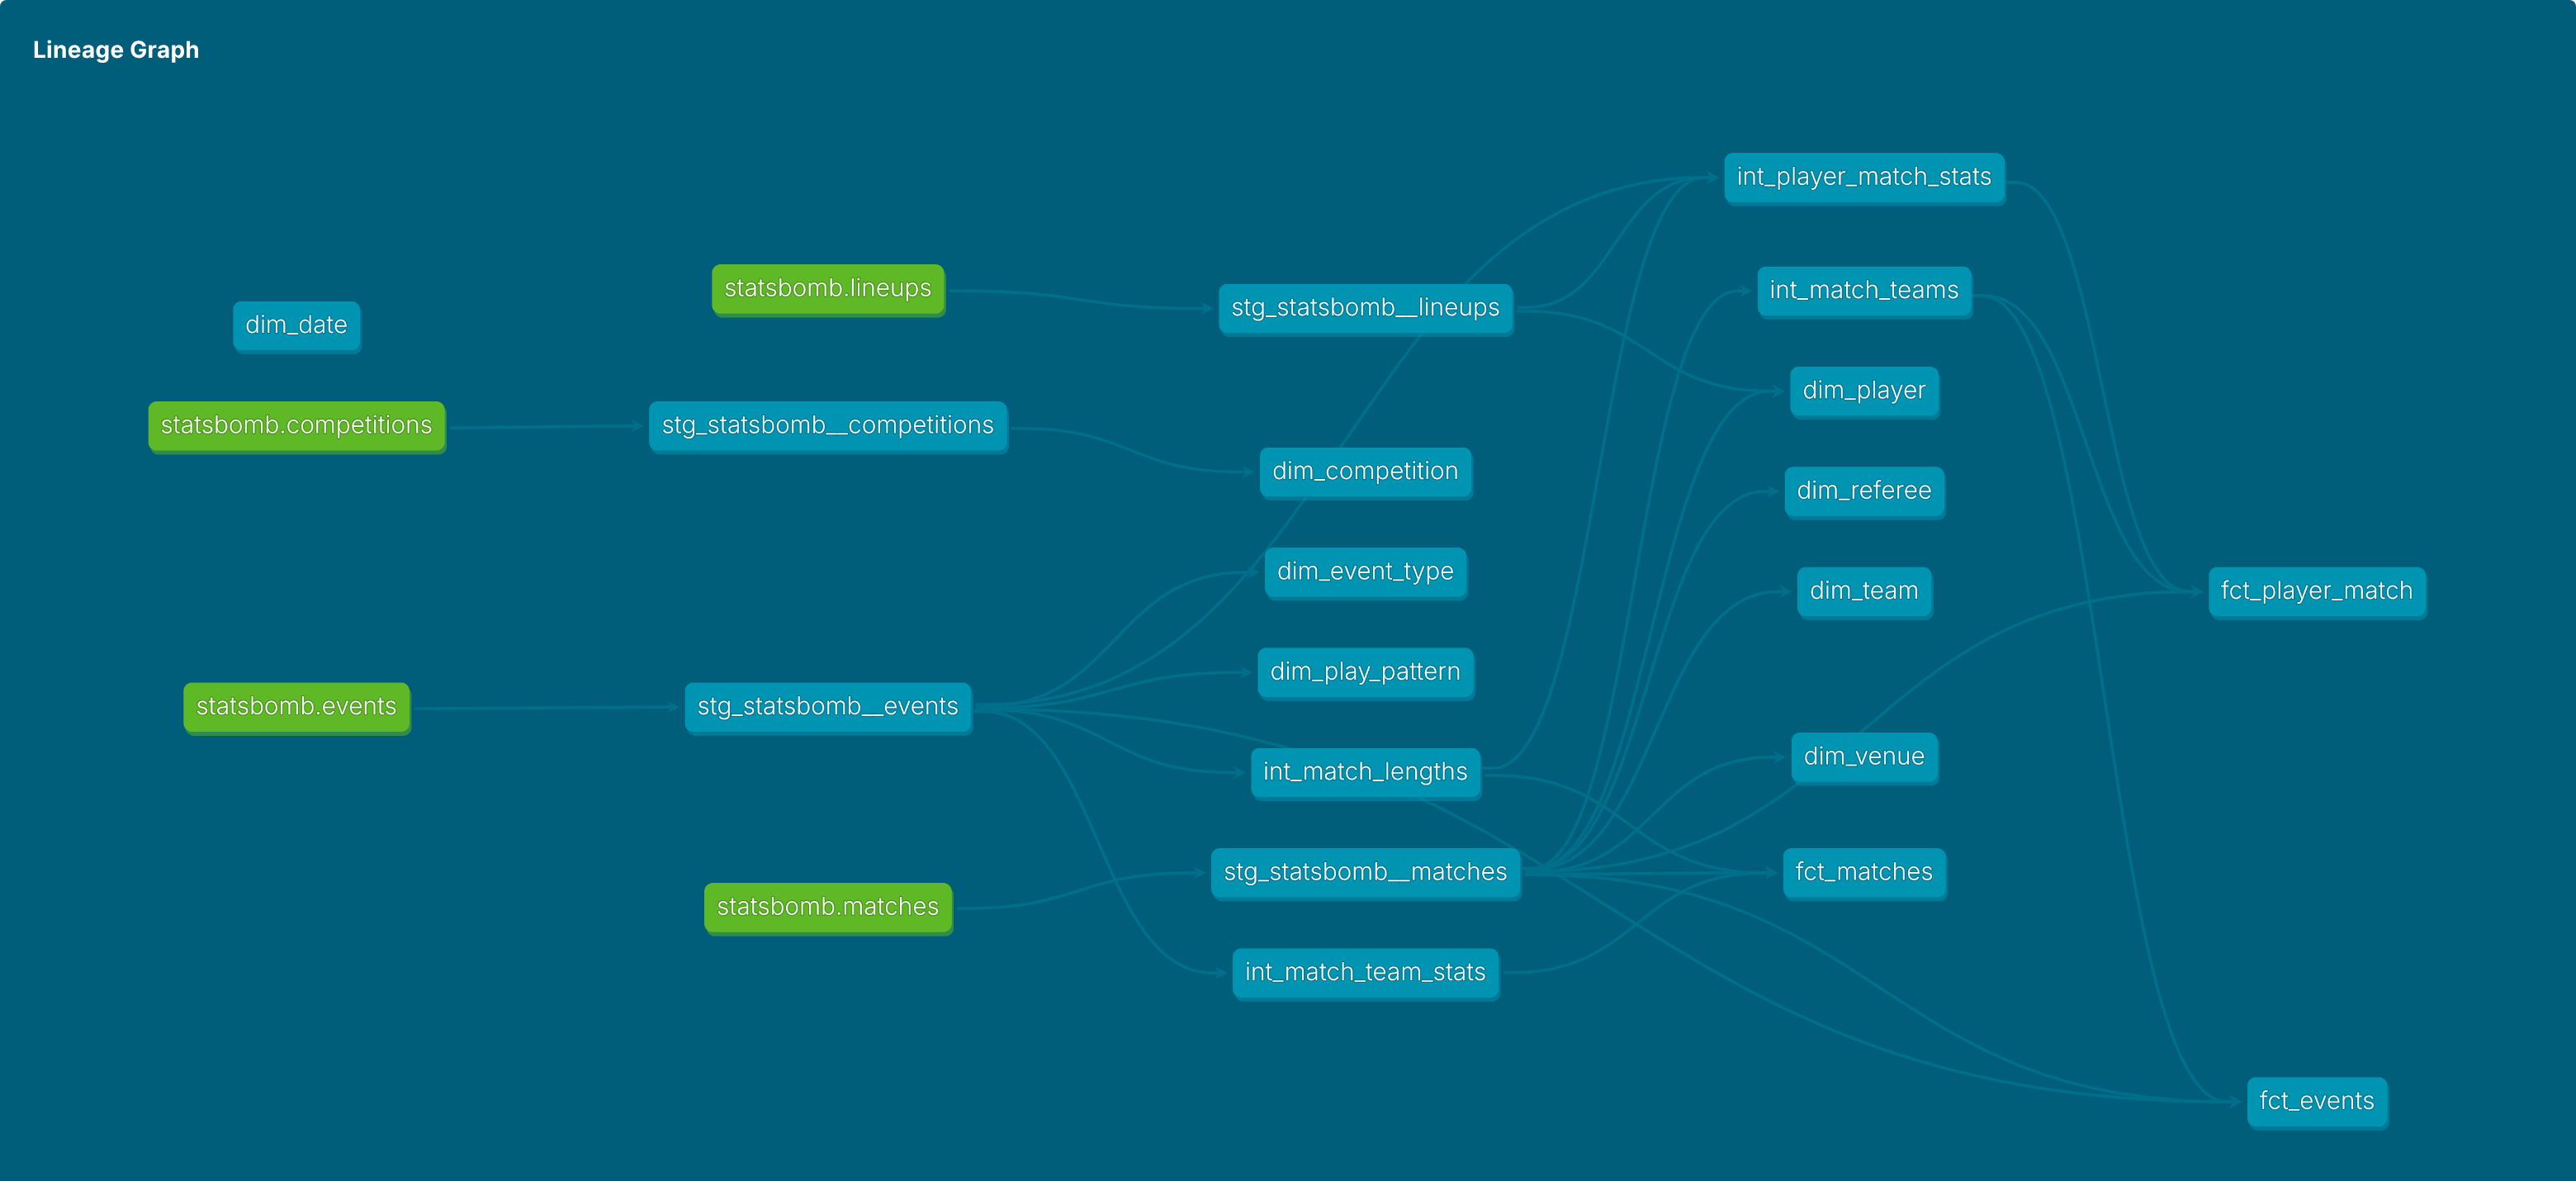 Lineage Graph
int_player_match_stats
statsbomb.lineups
int_match_teams
stg_statsbomb__lineups
dim_date
dim_player
statsbomb.competitions
stg_statsbomb__competitions
dim_competition
dim_referee
dim_event_type
dim_team
fct_player_match
dim_play_pattern
statsbomb.events
stg_statsbomb__events
dim_venue
int_match_lengths
stg_statsbomb__matches
fct_matches
statsbomb.matches
int_match_team_stats
fct_events